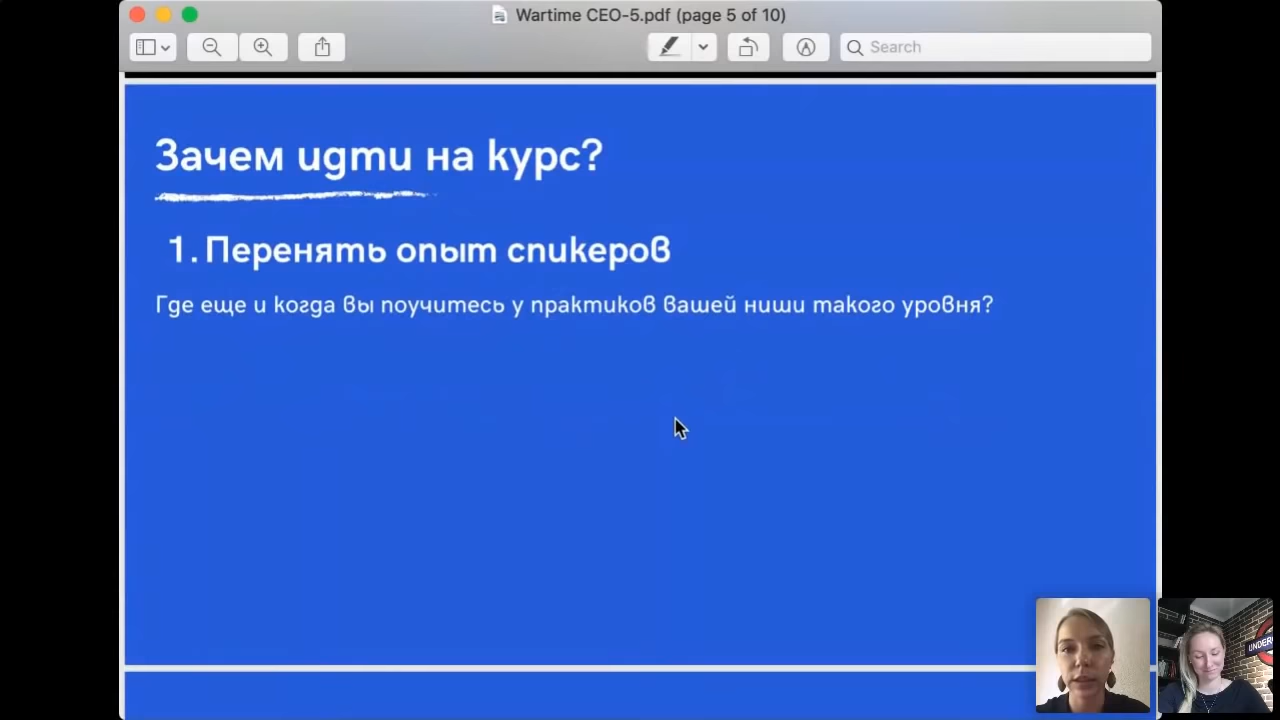 Wartime CEO-5.pdf (page 5 of 10)
Search
Зачем идти на курс?
1. Перенять опыт спикеров
Где еще и когда вы поучитесь у практиков вашей ниши такого уровня?